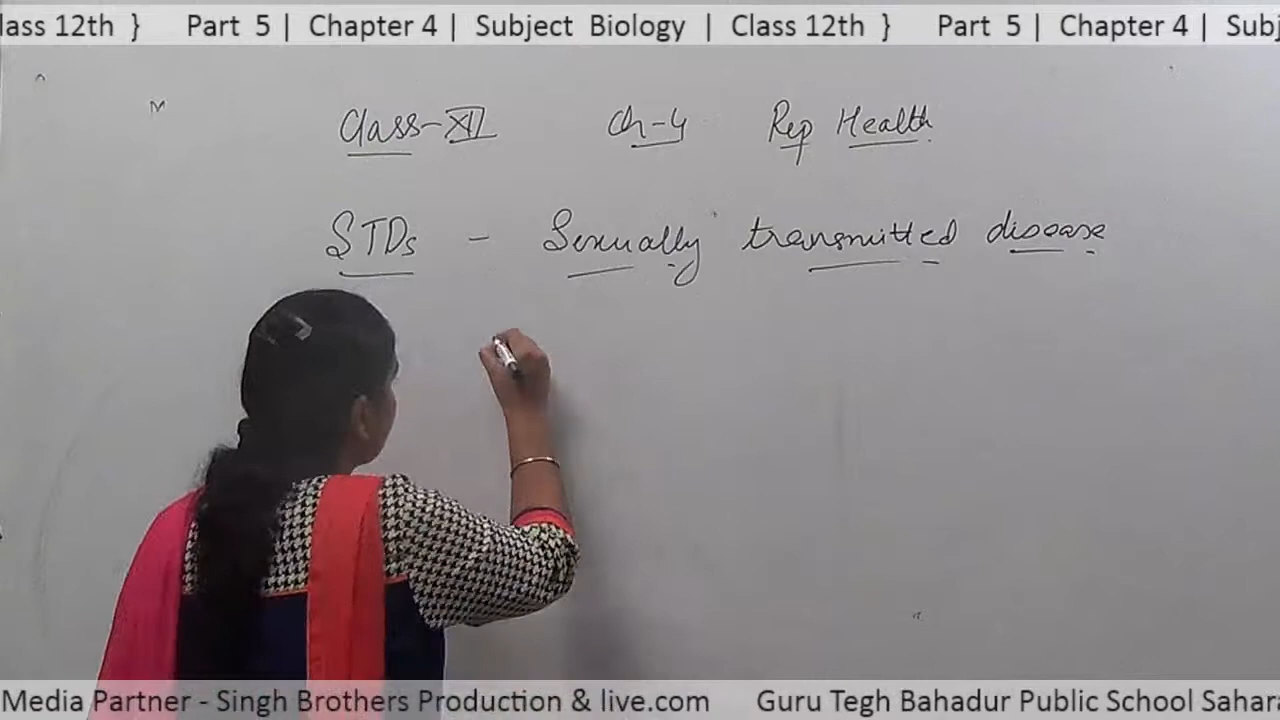 lass 12th } Part 5 | Chapter 4 | Subject Biology | Class 12th } Part 5 | Chapter 4 | Subj
Class-XII Ch-4 Rep Health
STDs - Sexually transmitted disease
Media Partner - Singh Brothers Production & live.com Guru Tegh Bahadur Public School Sahar